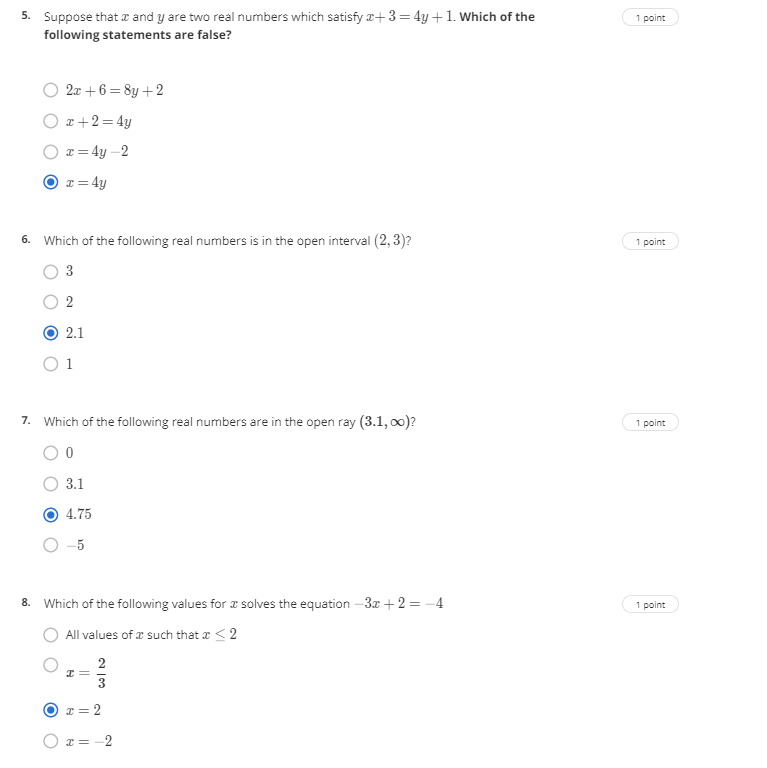 5. Suppose that x and y are two real numbers which satisfy x+ 3 = 4y + 1. Which of the 1 point
following statements are false?
2x + 6 = 8y + 2
x + 2 = 4y
x = 4y −2
x = 4y
6. Which of the following real numbers is in the open interval (2, 3)? 1 point
3
2
2.1
1
7. Which of the following real numbers are in the open ray (3.1, ∞)? 1 point
0
3.1
4.75
−5
8. Which of the following values for x solves the equation −3x + 2 = −4 1 point
All values of x such that x ≤ 2
x = 2/3
x = 2
x = −2